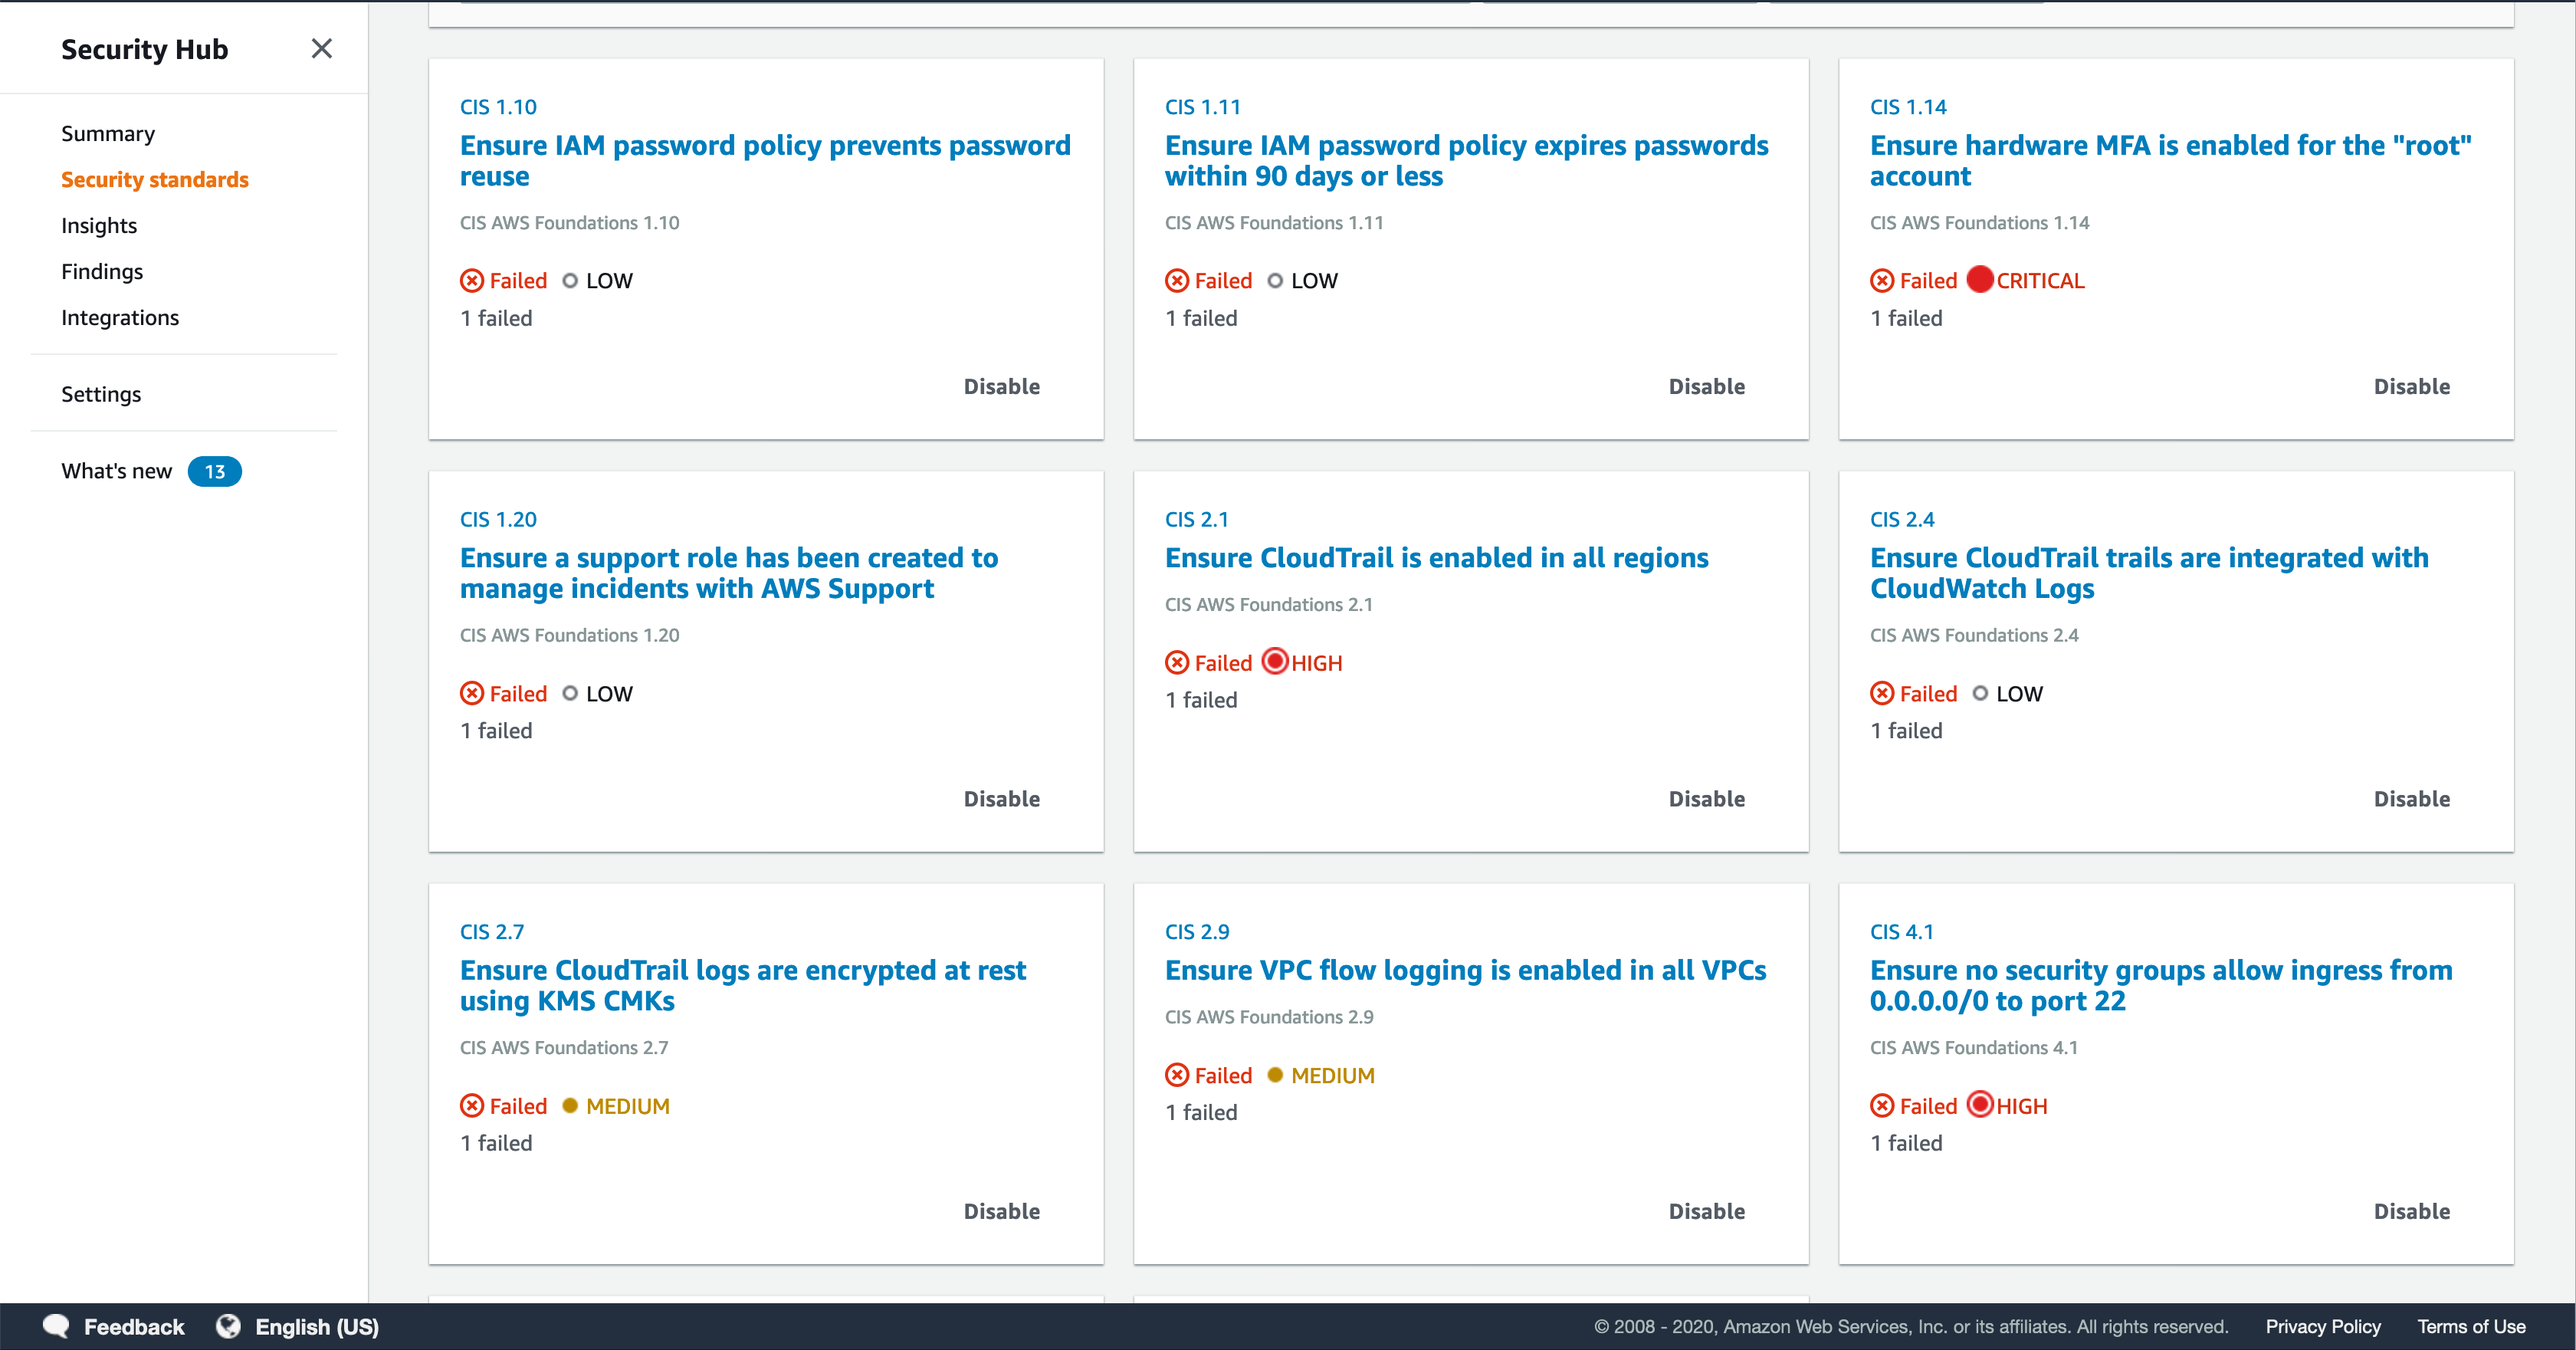 Security Hub
Summary
Security standards
Insights
Findings
Integrations
Settings
What's new 13
CIS 1.10
Ensure IAM password policy prevents password
reuse
CIS AWS Foundations 1.10
Failed LOW
1 failed
Disable
CIS 1.11
Ensure IAM password policy expires passwords
within 90 days or less
CIS AWS Foundations 1.11
Failed LOW
1 failed
Disable
CIS 1.14
Ensure hardware MFA is enabled for the "root"
account
CIS AWS Foundations 1.14
Failed CRITICAL
1 failed
Disable
CIS 1.20
Ensure a support role has been created to
manage incidents with AWS Support
CIS AWS Foundations 1.20
Failed LOW
1 failed
Disable
CIS 2.1
Ensure CloudTrail is enabled in all regions
CIS AWS Foundations 2.1
Failed HIGH
1 failed
Disable
CIS 2.4
Ensure CloudTrail trails are integrated with
CloudWatch Logs
CIS AWS Foundations 2.4
Failed LOW
1 failed
Disable
CIS 2.7
Ensure CloudTrail logs are encrypted at rest
using KMS CMKs
CIS AWS Foundations 2.7
Failed MEDIUM
1 failed
Disable
CIS 2.9
Ensure VPC flow logging is enabled in all VPCs
CIS AWS Foundations 2.9
Failed MEDIUM
1 failed
Disable
CIS 4.1
Ensure no security groups allow ingress from
0.0.0.0/0 to port 22
CIS AWS Foundations 4.1
Failed HIGH
1 failed
Disable
Feedback English (US) © 2008 - 2020, Amazon Web Services, Inc. or its affiliates. All rights reserved. Privacy Policy Terms of Use